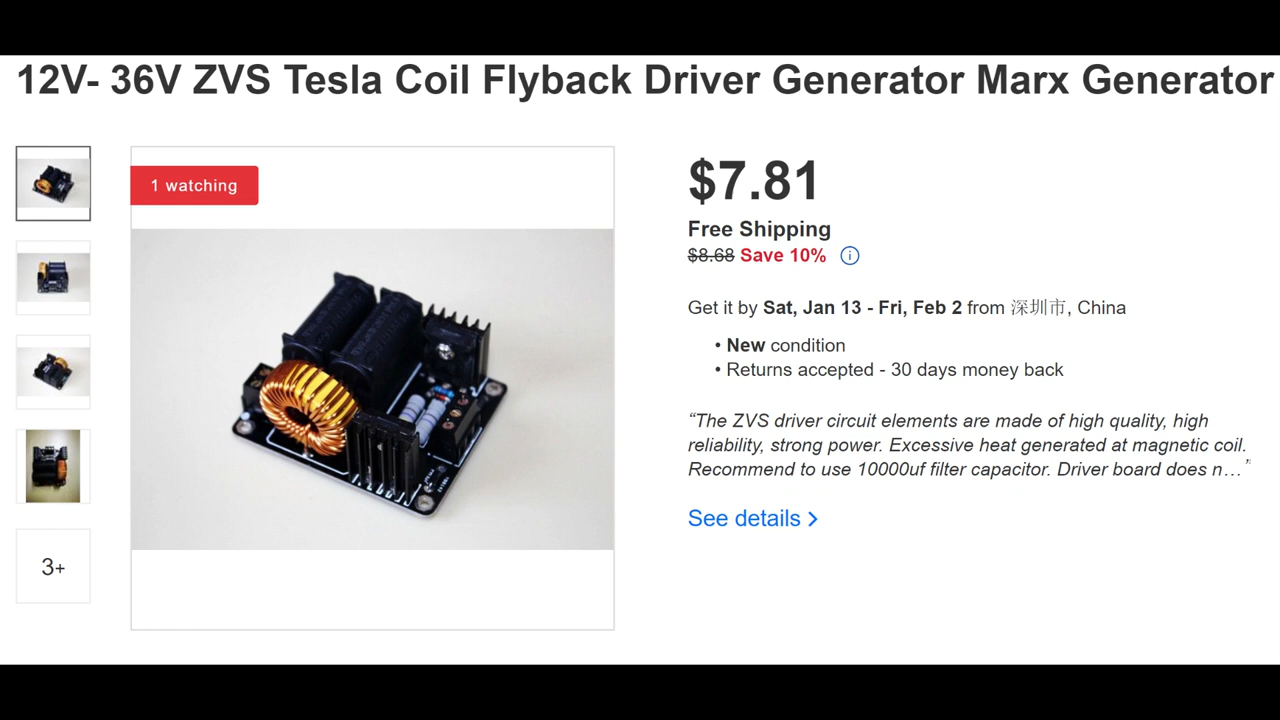 12V- 36V ZVS Tesla Coil Flyback Driver Generator Marx Generator
1 watching
$7.81
Free Shipping
$8.68 Save 10%
Get it by Sat, Jan 13 - Fri, Feb 2 from 深圳市, China
• New condition
• Returns accepted - 30 days money back
“The ZVS driver circuit elements are made of high quality, high
reliability, strong power. Excessive heat generated at magnetic coil.
Recommend to use 10000uf filter capacitor. Driver board does n…”
See details
3+